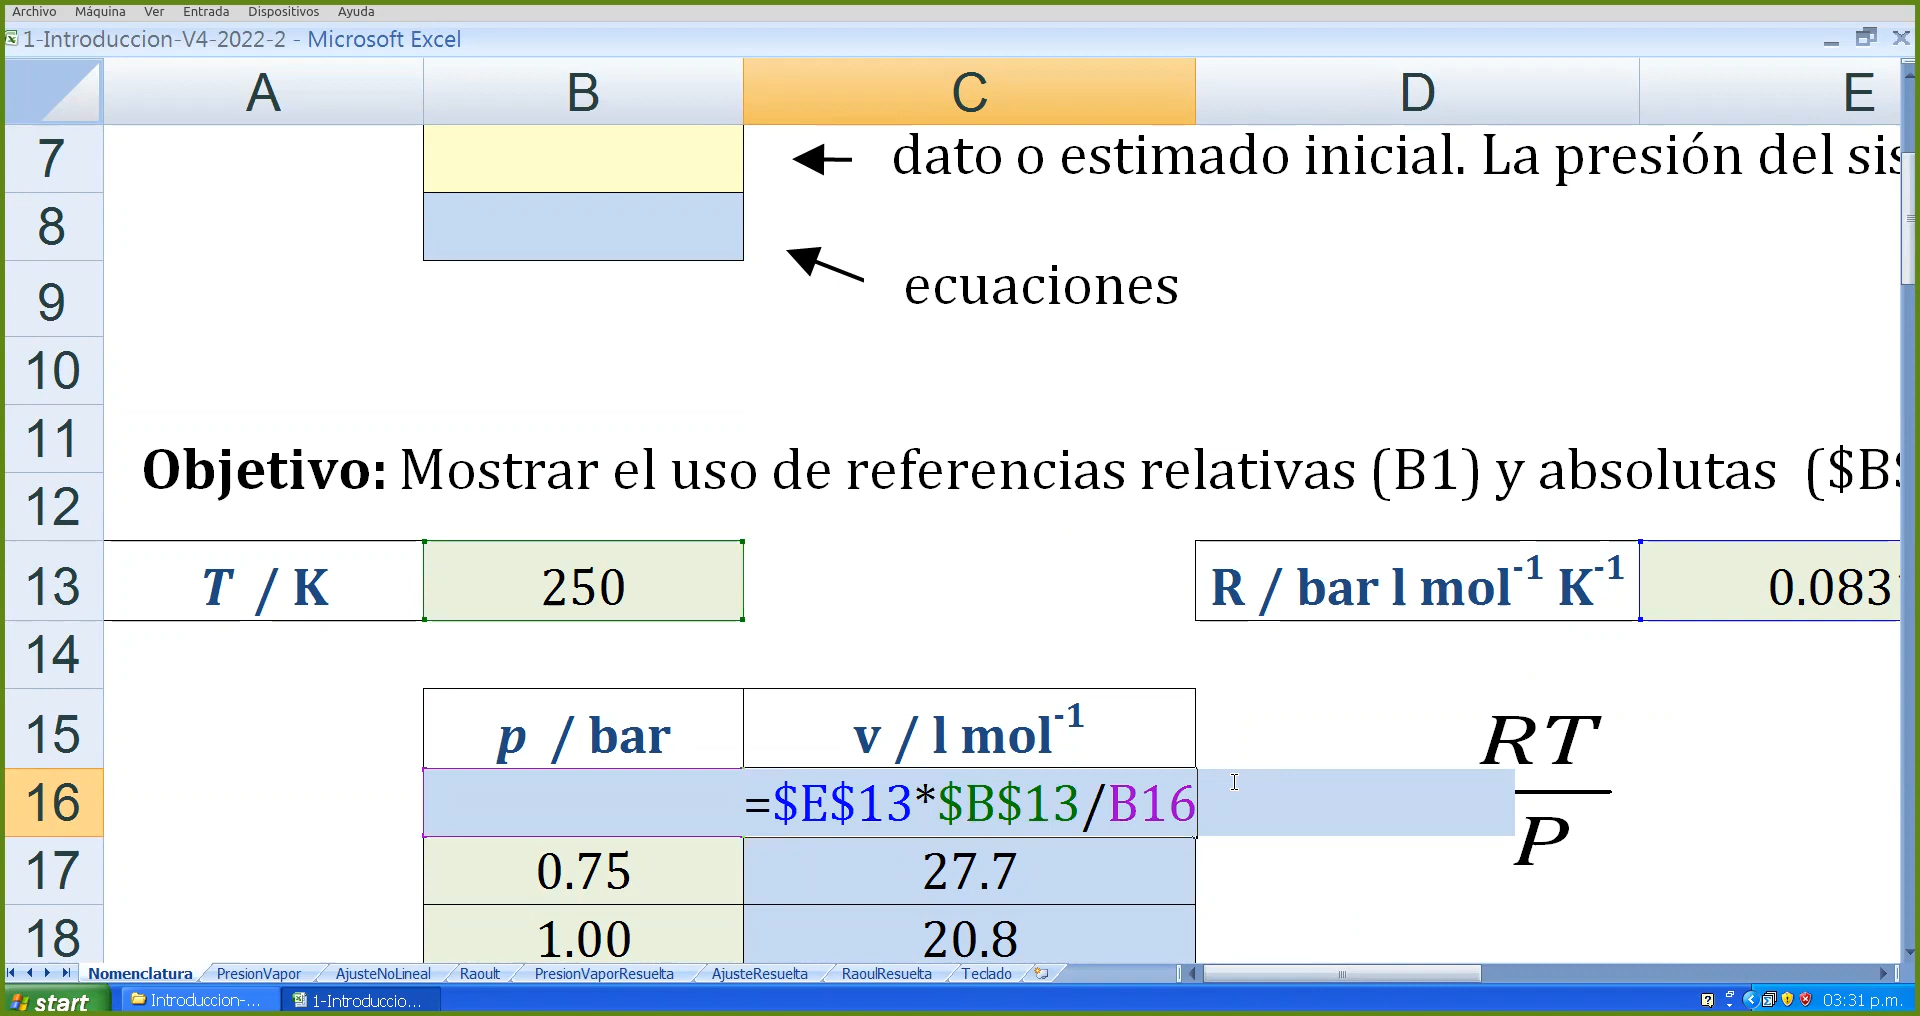 Archivo Máquina Ver Entrada Dispositivos Ayuda
1-Introduccion-V4-2022-2 - Microsoft Excel
A B C D E
7 dato o estimado inicial. La presión del sis
8
9 ecuaciones
10
11 Objetivo: Mostrar el uso de referencias relativas (B1) y absolutas ($B$
12
13 T / K 250 R / bar l mol⁻¹ K⁻¹ 0.083
14
15 p / bar v / l mol⁻¹ RT
16 =$E$13*$B$13/B16 P
17 0.75 27.7
18 1.00 20.8
Nomenclatura PresionVapor AjusteNoLineal Raoult PresionVaporResuelta AjusteResuelta RaoulResuelta Teclado
start Introduccion-... 1-Introduccio... 03:31 p.m.